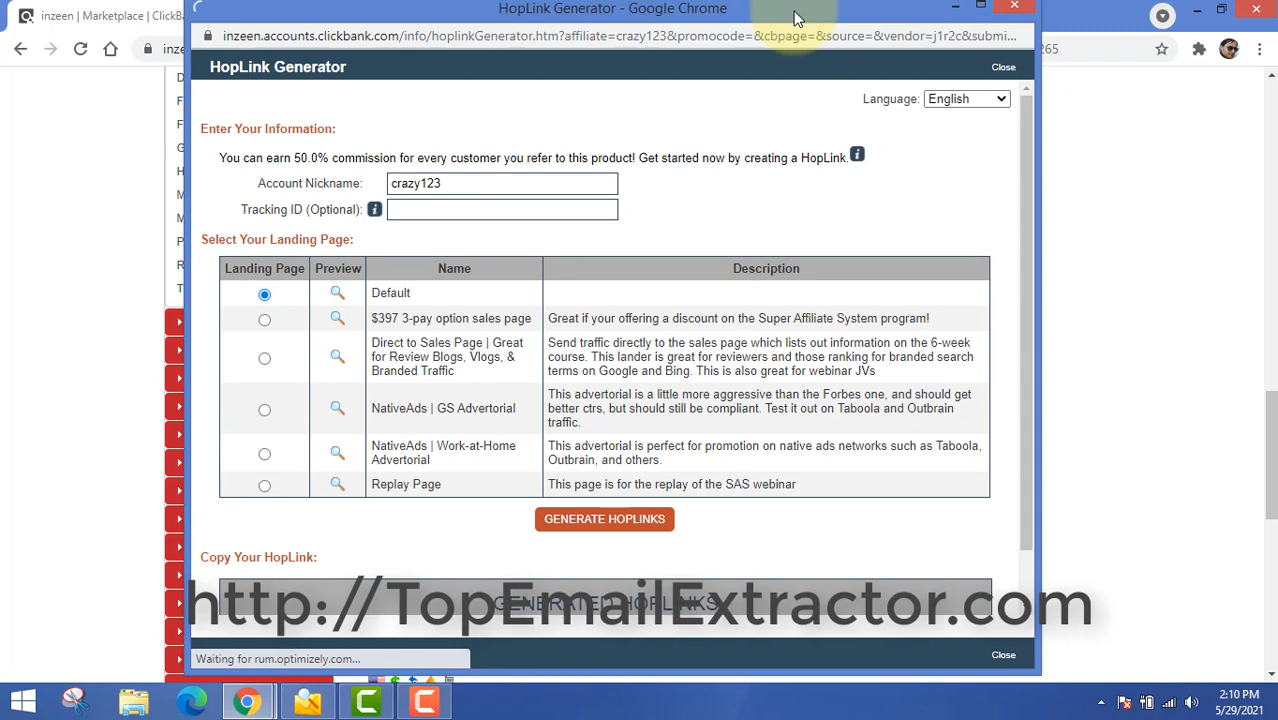 inzeen | Marketplace | ClickBa
HopLink Generator - Google Chrome
inzeen.accounts.clickbank.com/info/hoplinkGenerator.htm?affiliate=crazy123&promocode=&cbpage=&source=&vendor=j1r2c&submi...
265
HopLink Generator
Close
Language: English
Enter Your Information:
You can earn 50.0% commission for every customer you refer to this product! Get started now by creating a HopLink.
Account Nickname: crazy123
Tracking ID (Optional):
Select Your Landing Page:
Landing Page Preview Name Description
Default
$397 3-pay option sales page Great if your offering a discount on the Super Affiliate System program!
Direct to Sales Page | Great Send traffic directly to the sales page which lists out information on the 6-week
for Review Blogs, Vlogs, & course. This lander is great for reviewers and those ranking for branded search
Branded Traffic terms on Google and Bing. This is also great for webinar JVs
This advertorial is a little more aggressive than the Forbes one, and should get
NativeAds | GS Advertorial better ctrs, but should still be compliant. Test it out on Taboola and Outbrain
traffic.
NativeAds | Work-at-Home This advertorial is perfect for promotion on native ads networks such as Taboola,
Advertorial Outbrain, and others.
Replay Page This page is for the replay of the SAS webinar
GENERATE HOPLINKS
Copy Your HopLink:
GENERATED HOPLINKS
http://TopEmailExtractor.com
Waiting for rum.optimizely.com...
Close
2:10 PM
5/29/2021